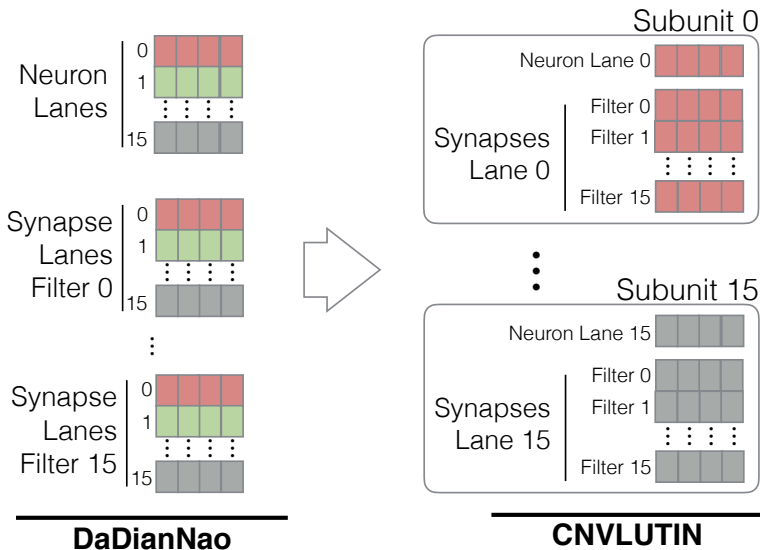 Neuron
Lanes
0
1
15
Synapse
Lanes
Filter 0
0
1
15
Synapse
Lanes
Filter 15
0
1
15
DaDianNao
Subunit 0
Neuron Lane 0
Synapses
Lane 0
Filter 0
Filter 1
Filter 15
Subunit 15
Neuron Lane 15
Synapses
Lane 15
Filter 0
Filter 1
Filter 15
CNVLUTIN